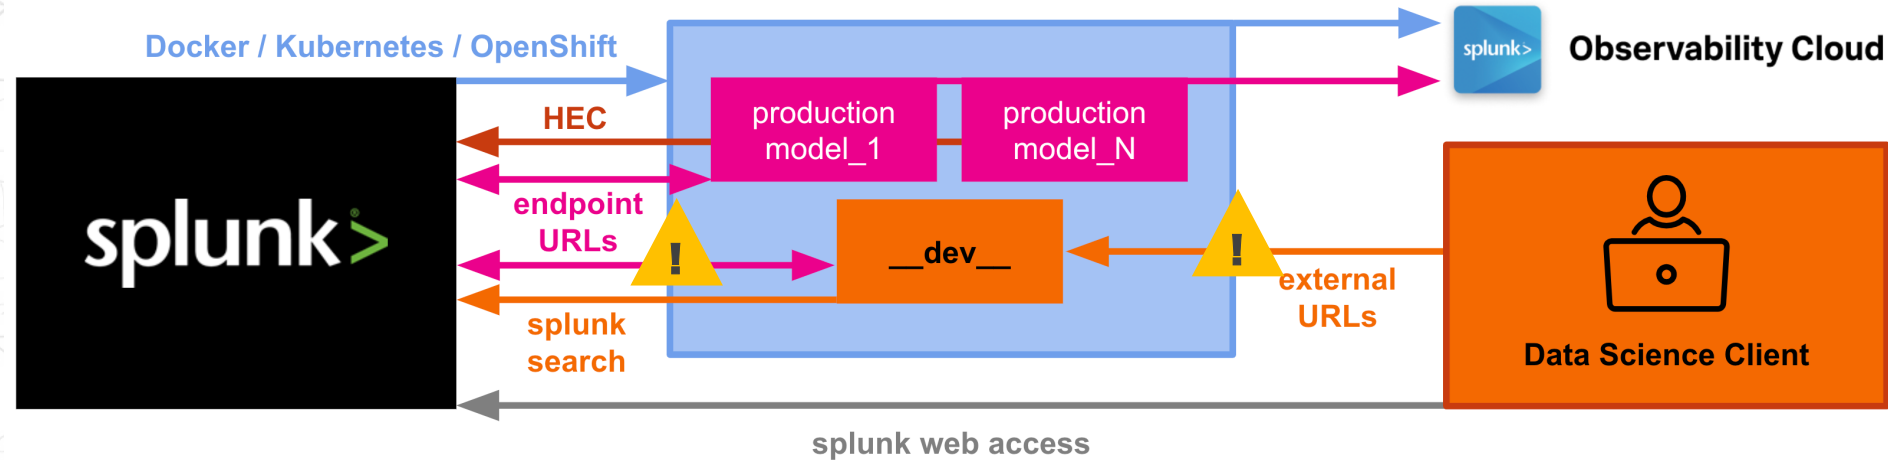 Docker / Kubernetes / OpenShift
splunk>
Observability Cloud
HEC
production
model_1
production
model_N
endpoint
URLs
splunk>®
!
__dev__
!
external
URLs
splunk
search
Data Science Client
splunk web access